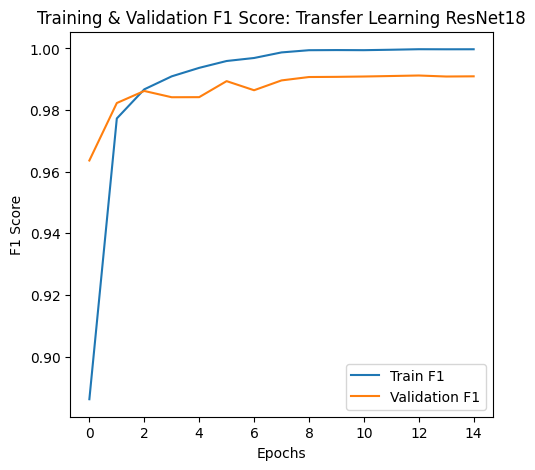 Training & Validation F1 Score: Transfer Learning ResNet18
1.00
0.98
0.96
0.94
0.92
0.90
F1 Score
0 2 4 6 8 10 12 14
Epochs
Train F1
Validation F1